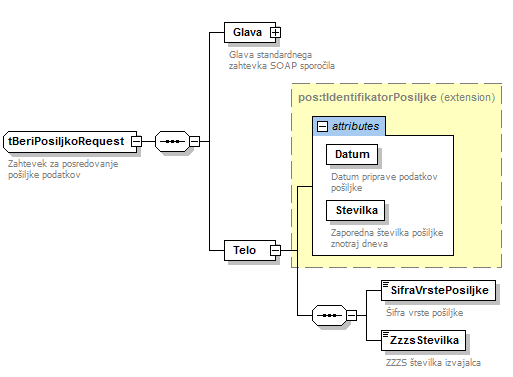 Glava
Glava standardnega
zahtevka SOAP sporočila
pos:tIdentifikatorPosiljke (extension)
attributes
tBeriPosiljkoRequest
Zahtevek za posredovanje
pošiljke podatkov
Datum
Datum priprave podatkov
pošiljke
Stevilka
Zaporedna številka pošiljke
znotraj dneva
Telo
SifraVrstePosiljke
Šifra vrste pošiljke
ZzzsStevilka
ZZZS številka izvajalca